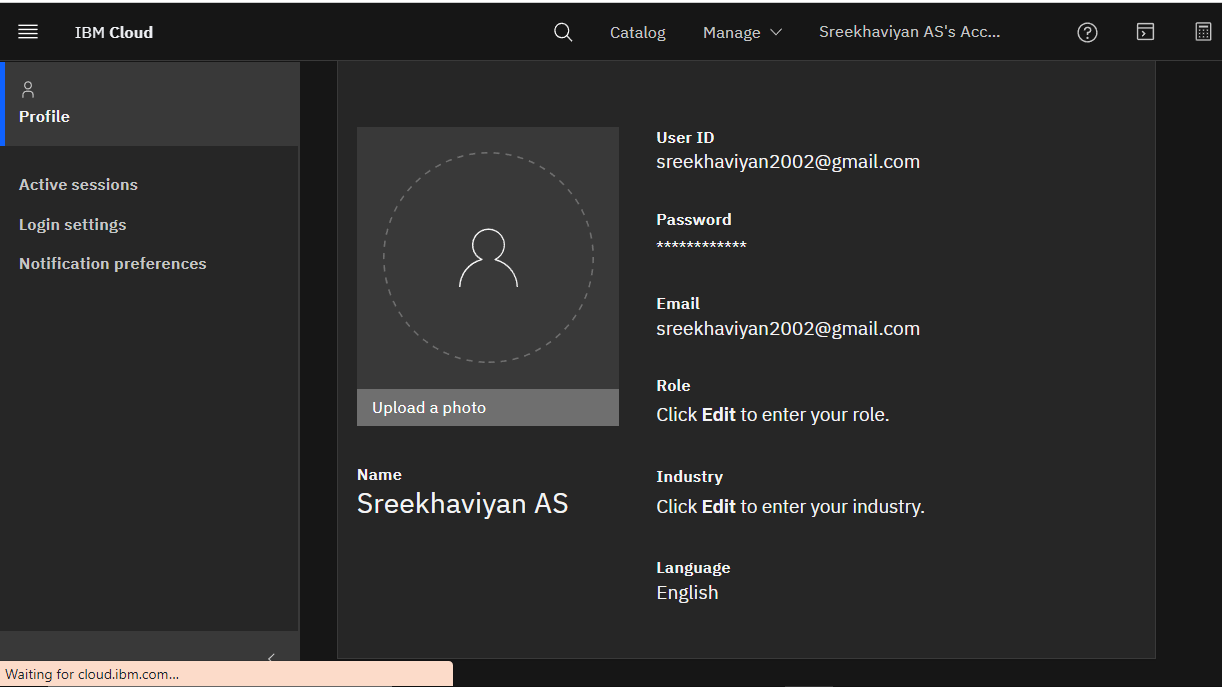 IBM Cloud
Catalog
Manage
Sreekhaviyan AS's Acc...
Profile
Active sessions
Login settings
Notification preferences
Upload a photo
Name
Sreekhaviyan AS
User ID
sreekhaviyan2002@gmail.com
Password
************
Email
sreekhaviyan2002@gmail.com
Role
Click Edit to enter your role.
Industry
Click Edit to enter your industry.
Language
English
Waiting for cloud.ibm.com...